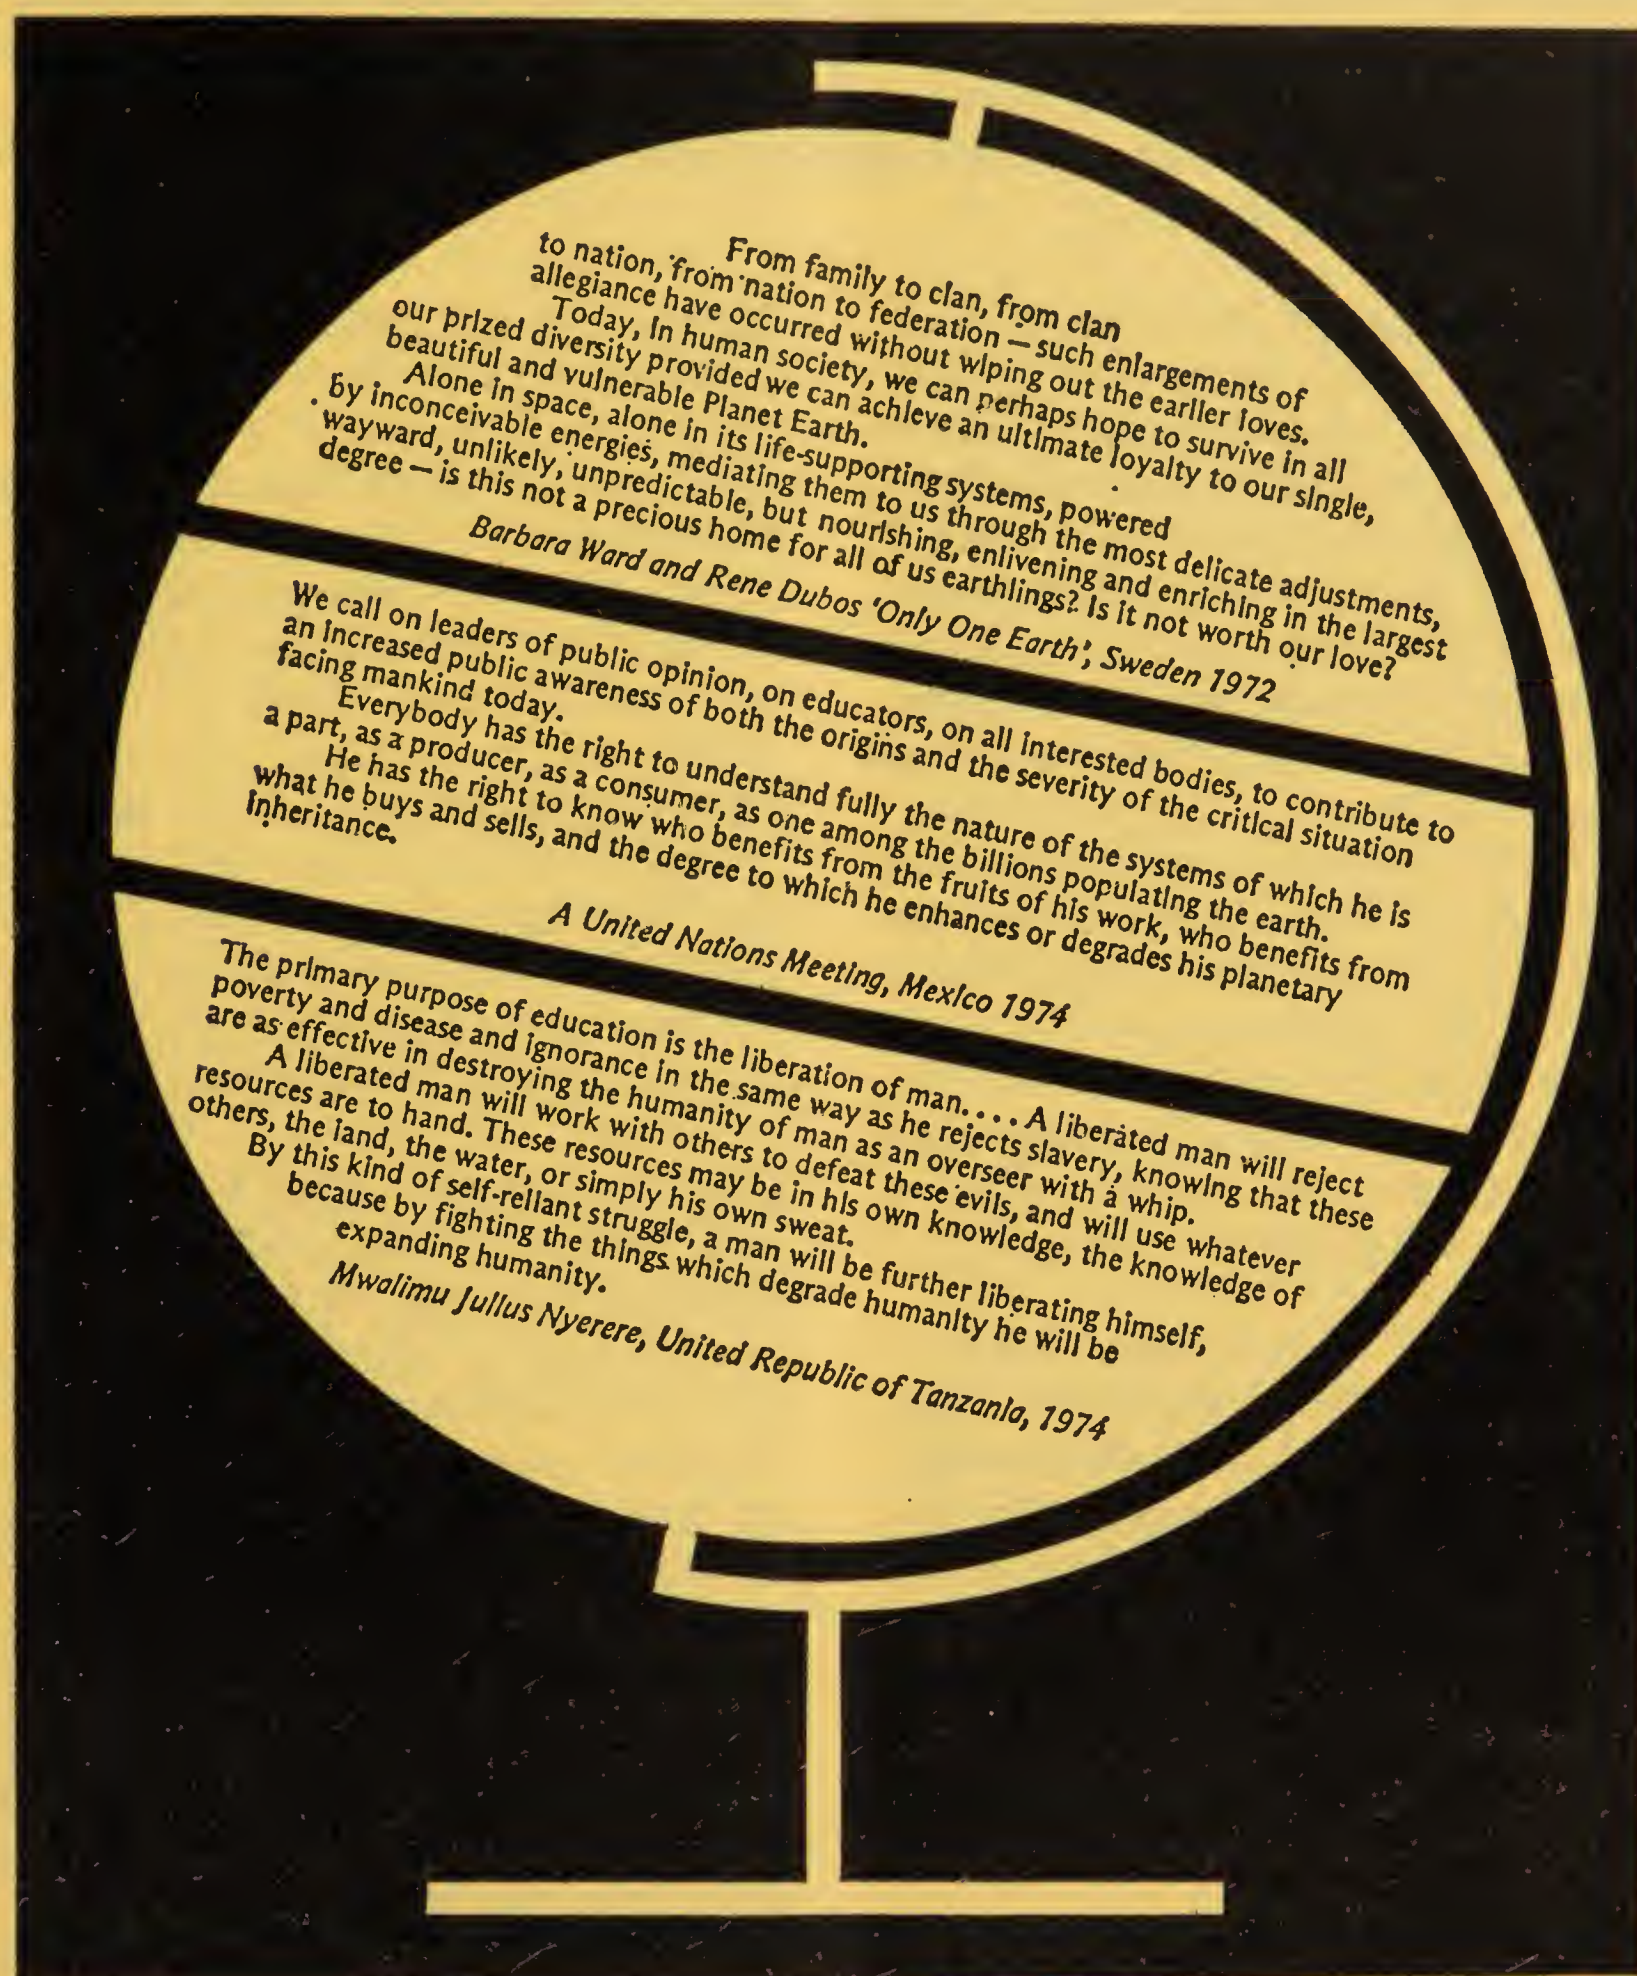 From family to clan, from clan
to nation, from nation to federation — such enlargements of
allegiance have occurred without wiping out the earlier loves.
Today, in human society, we can perhaps hope to survive in all
our prized diversity provided we can achieve an ultimate loyalty to our single,
beautiful and vulnerable Planet Earth.
Alone in space, alone in its life-supporting systems, powered
by inconceivable energies, mediating them to us through the most delicate adjustments,
wayward, unlikely, unpredictable, but nourishing, enlivening and enriching in the largest
degree — is this not a precious home for all of us earthlings? Is it not worth our love?
Barbara Ward and Rene Dubos 'Only One Earth', Sweden 1972
We call on leaders of public opinion, on educators, on all interested bodies, to contribute to
an increased public awareness of both the origins and the severity of the critical situation
facing mankind today.
Everybody has the right to understand fully the nature of the systems of which he is
a part, as a producer, as a consumer, as one among the billions populating the earth.
He has the right to know who benefits from the fruits of his work, who benefits from
what he buys and sells, and the degree to which he enhances or degrades his planetary
inheritance.
A United Nations Meeting, Mexico 1974
The primary purpose of education is the liberation of man.... A liberated man will reject
poverty and disease and ignorance in the same way as he rejects slavery, knowing that these
are as effective in destroying the humanity of man as an overseer with a whip.
A liberated man will work with others to defeat these evils, and will use whatever
resources are to hand. These resources may be in his own knowledge, the knowledge of
others, the land, the water, or simply his own sweat.
By this kind of self-reliant struggle, a man will be further liberating himself,
because by fighting the things which degrade humanity he will be
expanding humanity.
Mwalimu Julius Nyerere, United Republic of Tanzania, 1974